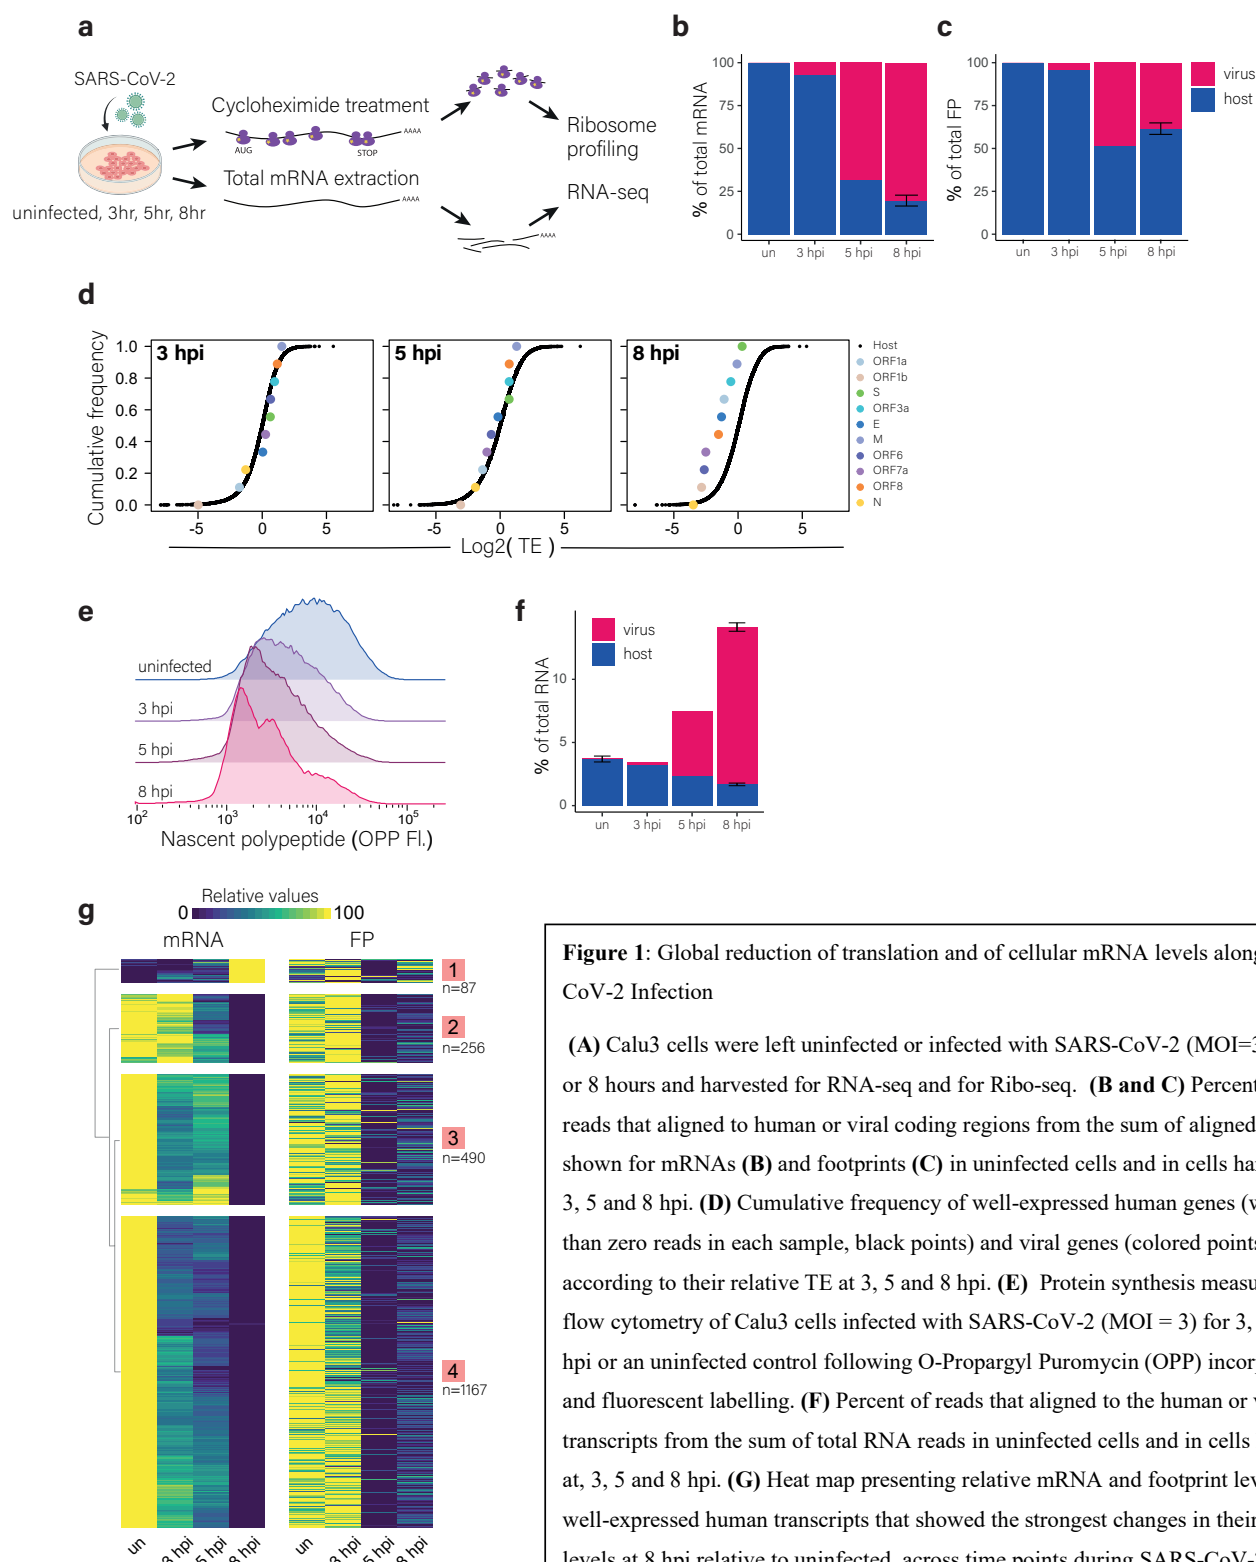 a
SARS-CoV-2
Cycloheximide treatment
AAAA
AUG
STOP
Total mRNA extraction
AAAA
uninfected, 3hr, 5hr, 8hr
AAAA
Ribosome
profiling
RNA-seq
b
% of total mRNA
100
75
50
25
0
un
3 hpi
5 hpi
8 hpi
c
% of total FP
100
75
50
25
0
un
3 hpi
5 hpi
8 hpi
virus
host
d
Cumulative frequency
1.0
0.8
0.6
0.4
0.2
0.0
3 hpi
-5
0
5
5 hpi
-5
0
5
8 hpi
-5
0
5
Log2( TE )
Host
ORF1a
ORF1b
S
ORF3a
E
M
ORF6
ORF7a
ORF8
N
e
uninfected
3 hpi
5 hpi
8 hpi
10²
10³
10⁴
10⁵
Nascent polypeptide (OPP Fl.)
f
virus
host
% of total RNA
10
5
0
un
3 hpi
5 hpi
8 hpi
g
Relative values
0
100
mRNA
FP
1
n=87
2
n=256
3
n=490
4
n=1167
un
3 hpi
5 hpi
8 hpi
un
3 hpi
5 hpi
8 hpi
Figure 1: Global reduction of translation and of cellular mRNA levels along
CoV-2 Infection
(A) Calu3 cells were left uninfected or infected with SARS-CoV-2 (MOI=3
or 8 hours and harvested for RNA-seq and for Ribo-seq. (B and C) Percent
reads that aligned to human or viral coding regions from the sum of aligned
shown for mRNAs (B) and footprints (C) in uninfected cells and in cells
3, 5 and 8 hpi. (D) Cumulative frequency of well-expressed human genes
than zero reads in each sample, black points) and viral genes (colored points
according to their relative TE at 3, 5 and 8 hpi. (E) Protein synthesis
flow cytometry of Calu3 cells infected with SARS-CoV-2 (MOI = 3) for 3,
hpi or an uninfected control following O-Propargyl Puromycin (OPP)
and fluorescent labelling. (F) Percent of reads that aligned to the human or
transcripts from the sum of total RNA reads in uninfected cells and in cells
at, 3, 5 and 8 hpi. (G) Heat map presenting relative mRNA and footprint
well-expressed human transcripts that showed the strongest changes in their
levels at 8 hpi relative to uninfected, across time points during